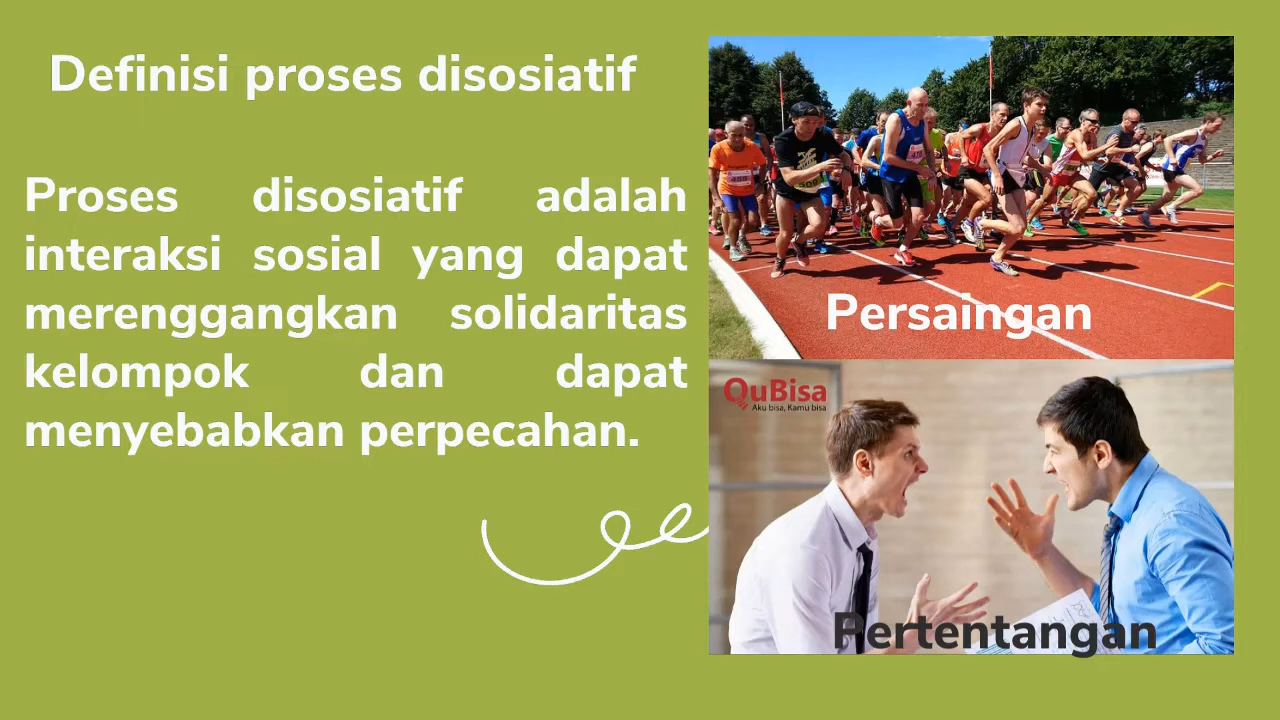 Definisi proses disosiatif
Proses disosiatif adalah
interaksi sosial yang dapat
merenggangkan solidaritas
kelompok dan dapat
menyebabkan perpecahan.
Persaingan
QuBisa
Aku bisa, Kamu bisa
Pertentangan